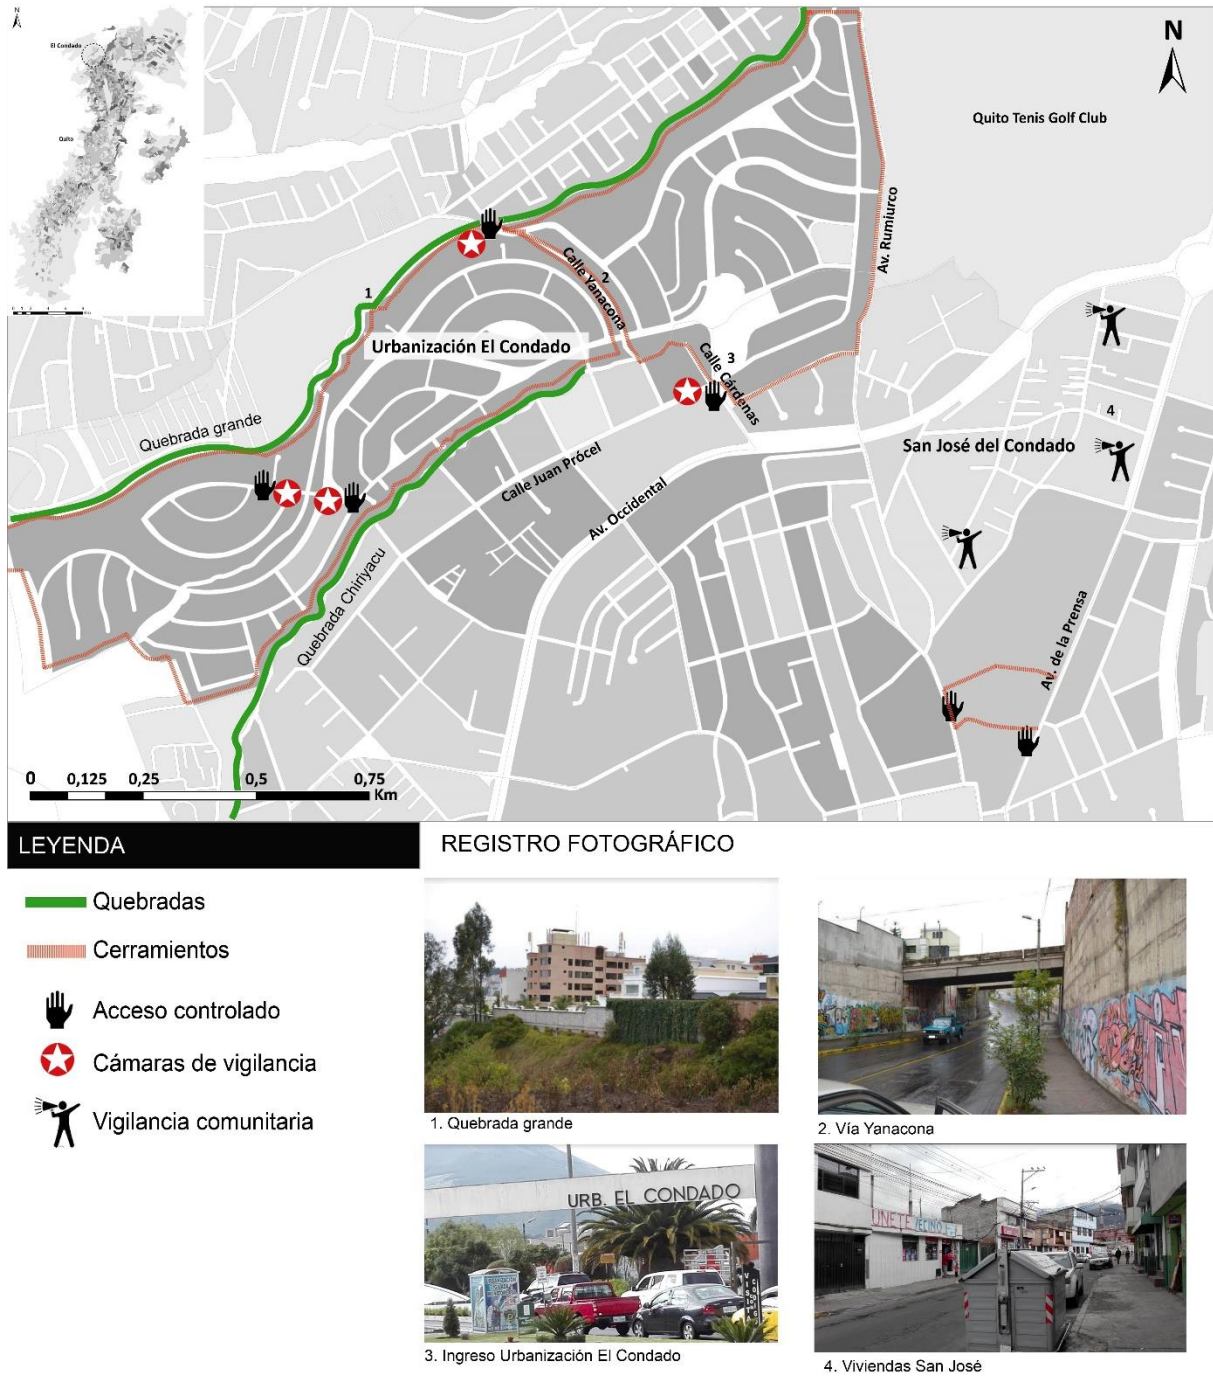 N
El Condado
Quito
N
Quito Tenis Golf Club
Av. Rumiurco
Calle Yanacona
2
1
Urbanización El Condado
Calle Cárdenas
3
4
Quebrada grande
San José del Condado
Calle Juan Prócel
Av. Occidental
Quebrada Chiriyacu
Av. de la Prensa
0 0,125 0,25 0,5 0,75
Km
LEYENDA
Quebradas
Cerramientos
Acceso controlado
Cámaras de vigilancia
Vigilancia comunitaria
REGISTRO FOTOGRÁFICO
1. Quebrada grande
2. Vía Yanacona
URB. EL CONDADO
3. Ingreso Urbanización El Condado
UNETE VECINO
4. Viviendas San José